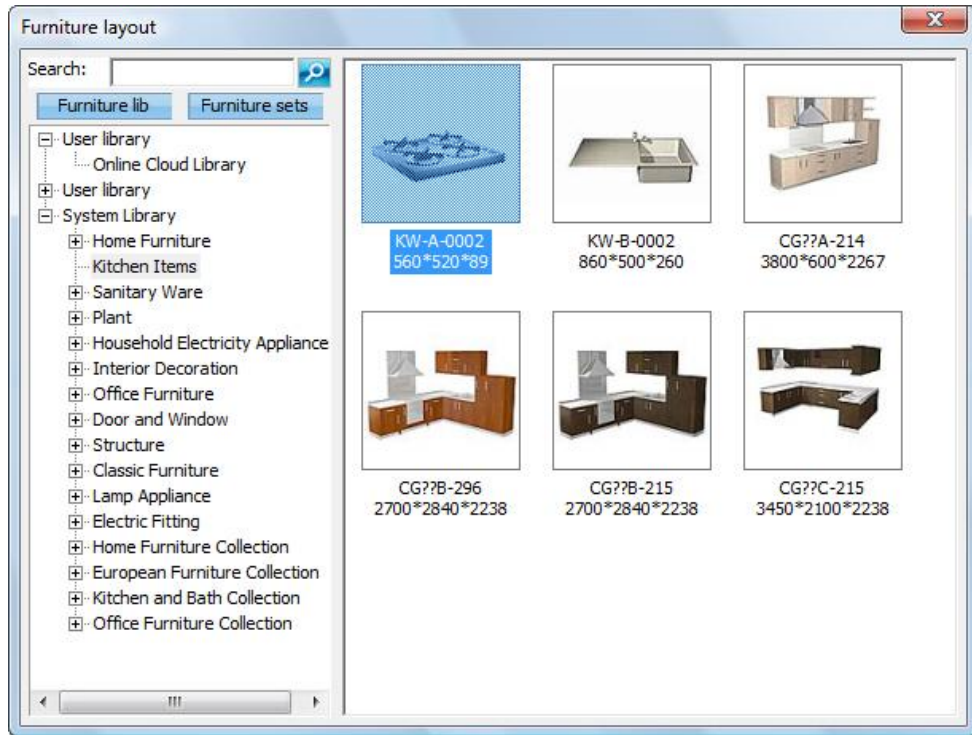 Furniture layout
Search:
Furniture lib
Furniture sets
User library
Online Cloud Library
User library
System Library
Home Furniture
Kitchen Items
Sanitary Ware
Plant
Household Electricity Appliance
Interior Decoration
Office Furniture
Door and Window
Structure
Classic Furniture
Lamp Appliance
Electric Fitting
Home Furniture Collection
European Furniture Collection
Kitchen and Bath Collection
Office Furniture Collection
KW-A-0002
560*520*89
KW-B-0002
860*500*260
CG??A-214
3800*600*2267
CG??B-296
2700*2840*2238
CG??B-215
2700*2840*2238
CG??C-215
3450*2100*2238